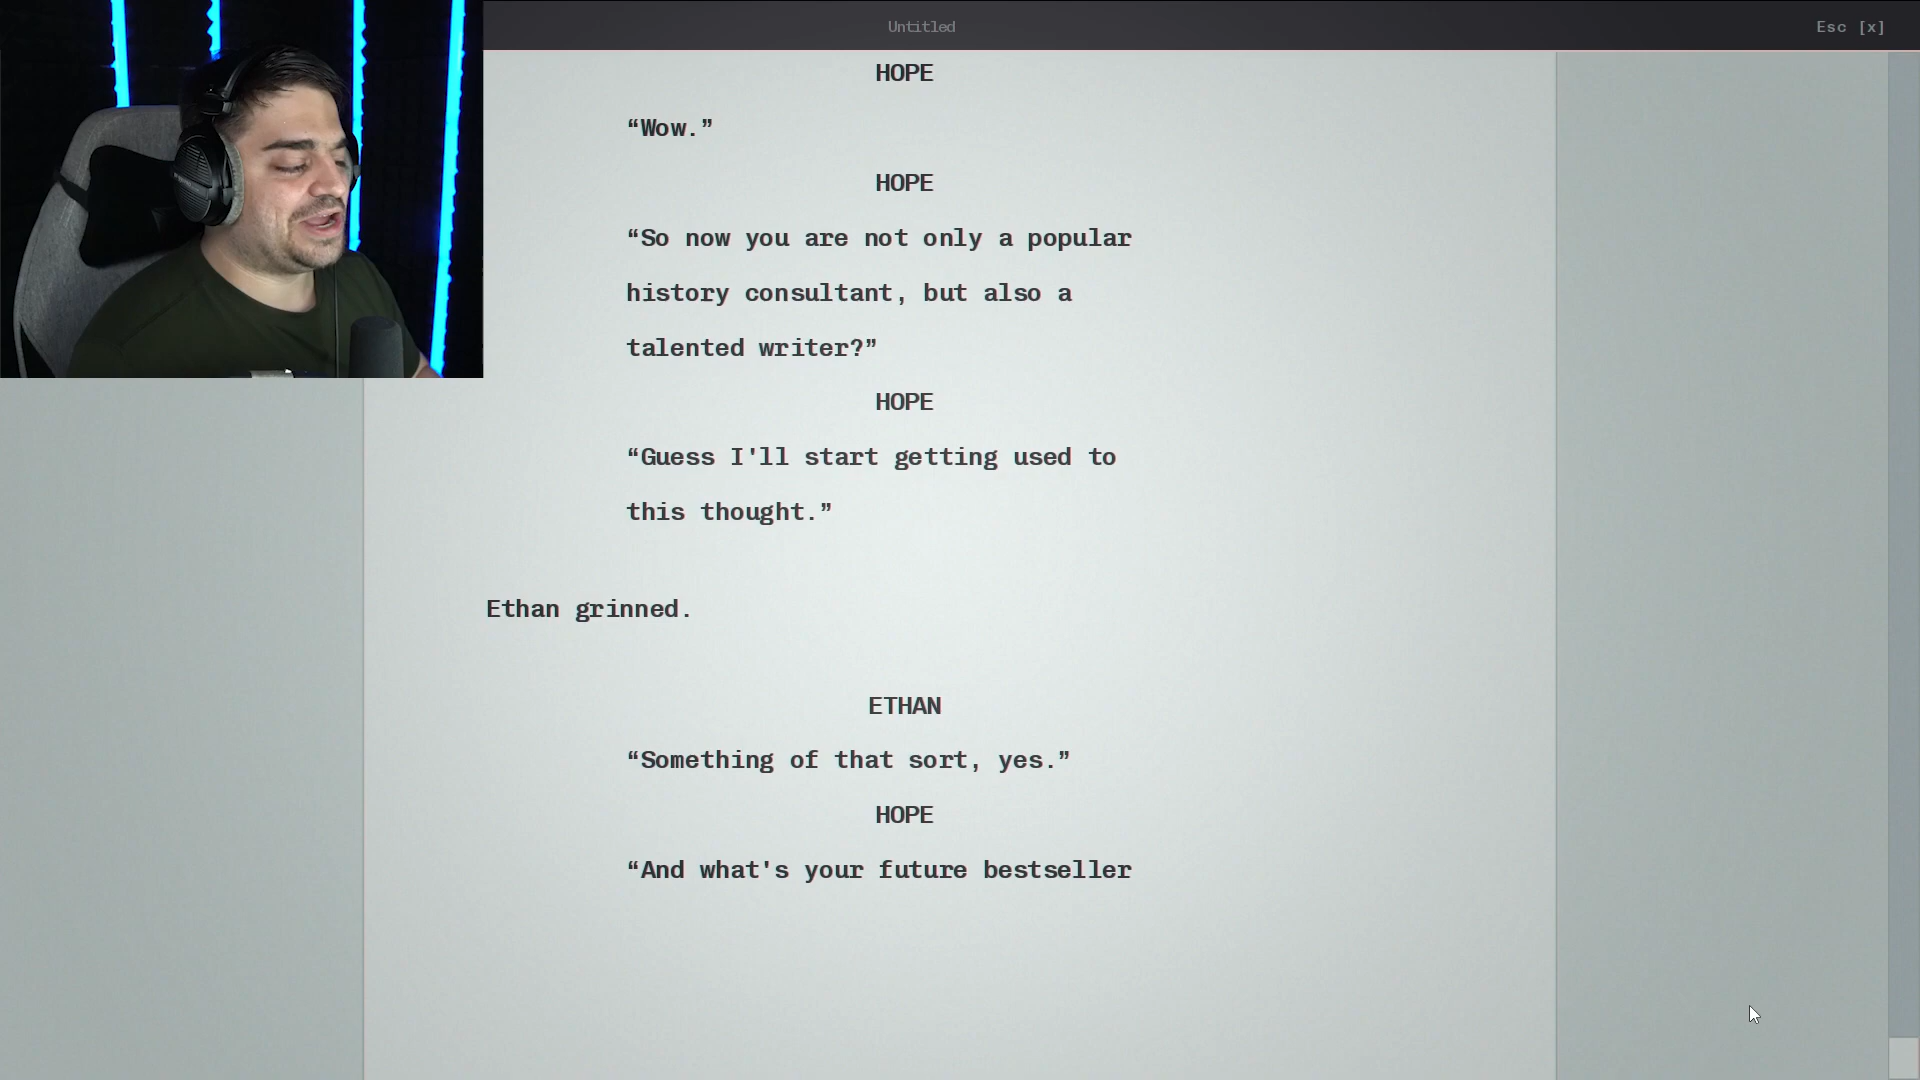 Untitled
Esc [x]
HOPE
“Wow.”
HOPE
“So now you are not only a popular
history consultant, but also a
talented writer?”
HOPE
“Guess I'll start getting used to
this thought.”
Ethan grinned.
ETHAN
“Something of that sort, yes.”
HOPE
“And what's your future bestseller